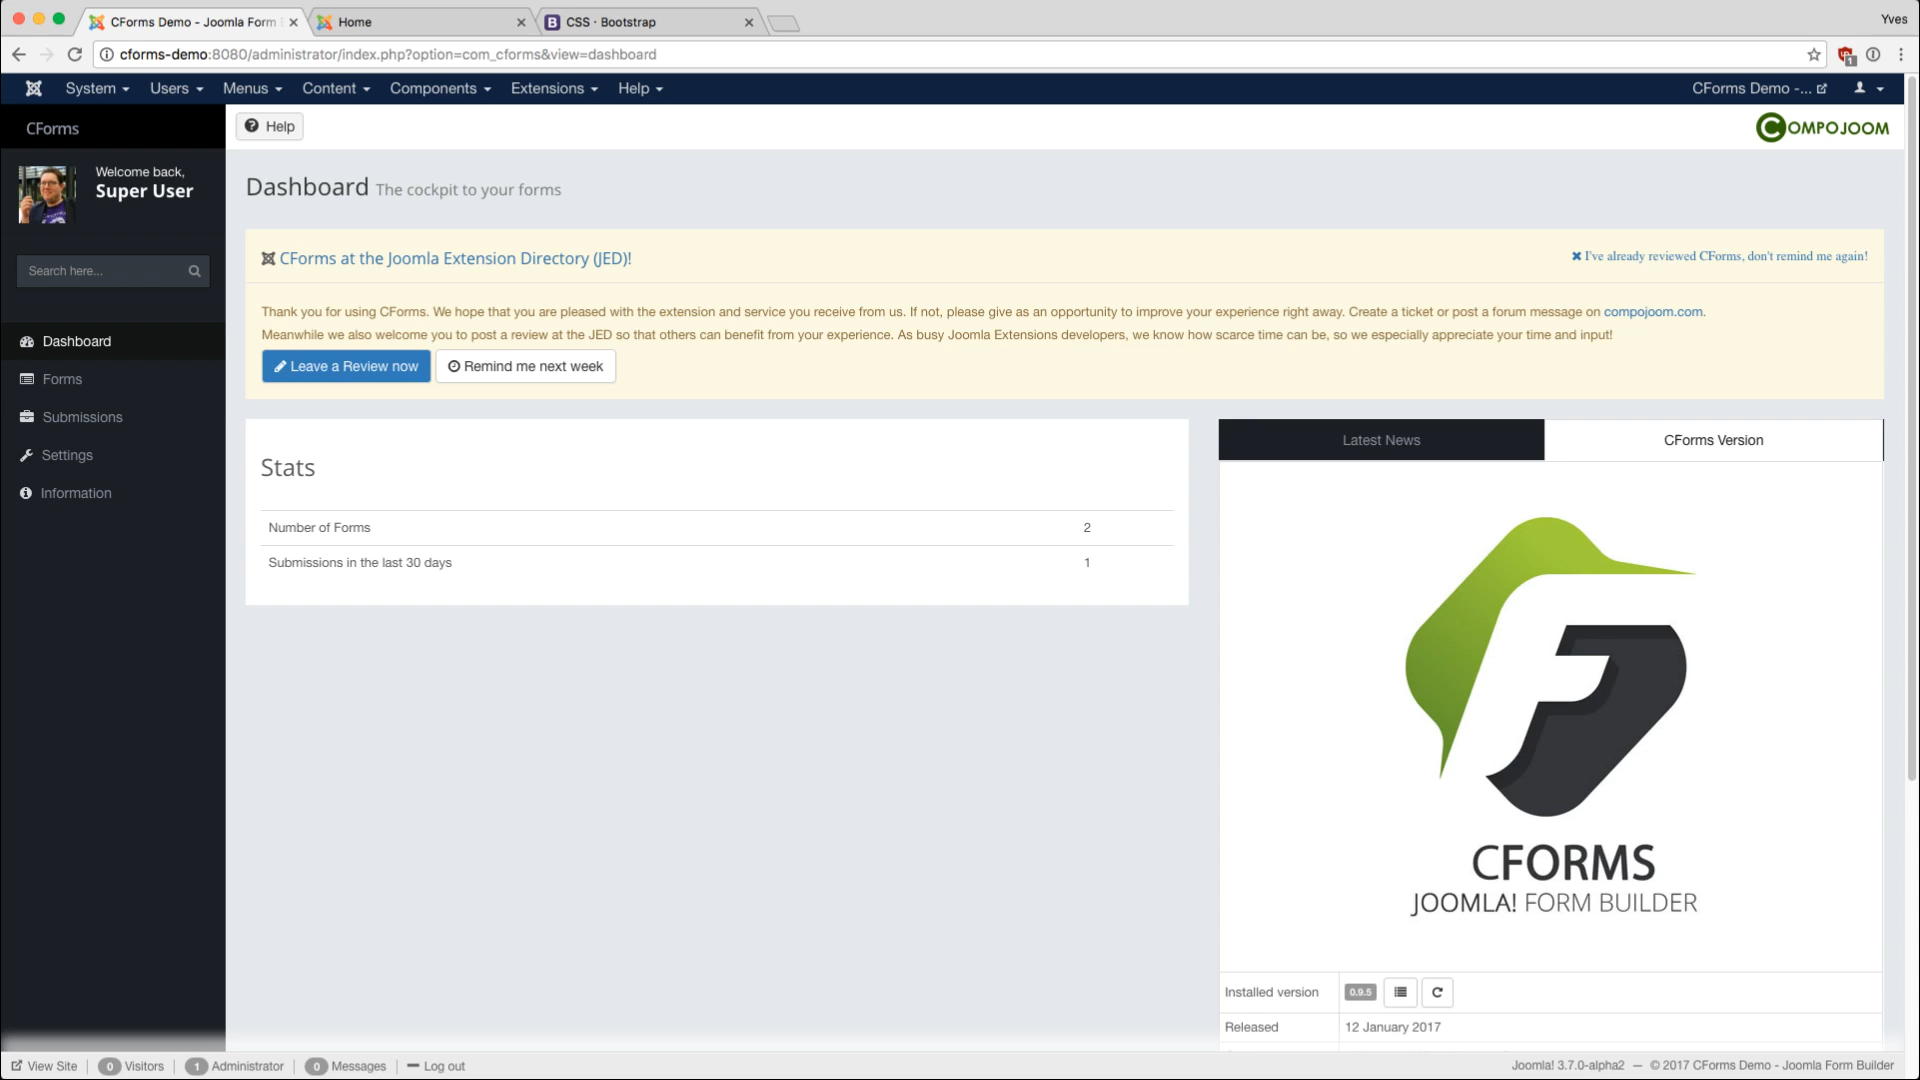 CForms Demo - Joomla Form
Home
CSS · Bootstrap
Yves
cforms-demo:8080/administrator/index.php?option=com_cforms&view=dashboard
1
System Users Menus Content Components Extensions Help
CForms Demo -...
CForms
Help
COMPOJOOM
Welcome back,
Super User
Dashboard The cockpit to your forms
Search here...
CForms at the Joomla Extension Directory (JED)!
I've already reviewed CForms, don't remind me again!
Thank you for using CForms. We hope that you are pleased with the extension and service you receive from us. If not, please give as an opportunity to improve your experience right away. Create a ticket or post a forum message on compojoom.com.
Meanwhile we also welcome you to post a review at the JED so that others can benefit from your experience. As busy Joomla Extensions developers, we know how scarce time can be, so we especially appreciate your time and input!
Leave a Review now
Remind me next week
Dashboard
Forms
Submissions
Settings
Information
Stats
Number of Forms 2
Submissions in the last 30 days 1
Latest News
CForms Version
CFORMS
JOOMLA! FORM BUILDER
Installed version 0.9.5
Released 12 January 2017
View Site 0 Visitors 1 Administrator 0 Messages Log out
Joomla! 3.7.0-alpha2 — © 2017 CForms Demo - Joomla Form Builder